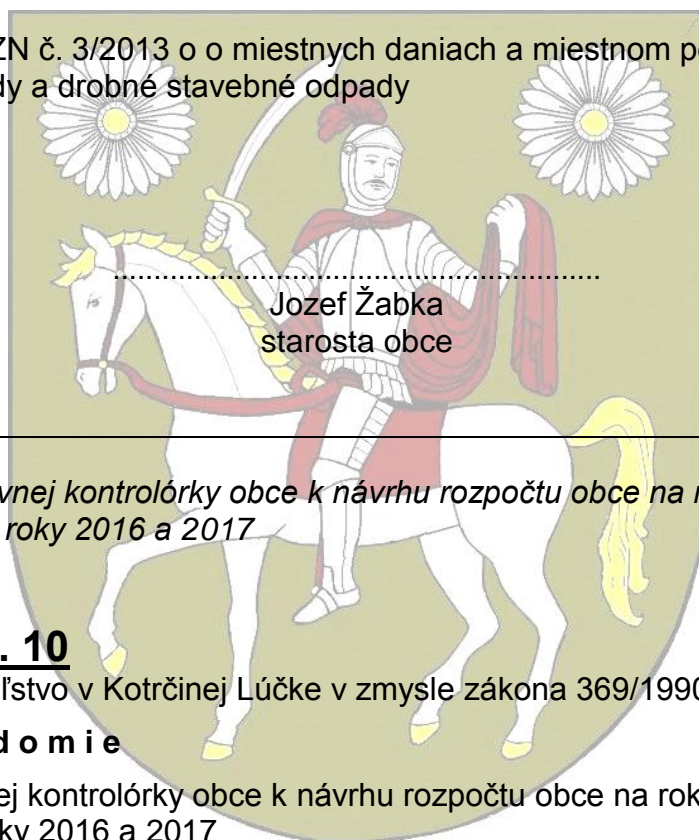 ZN č. 3/2013 o o miestnych daniach a miestnom po
dy a drobné stavebné odpady
............................................................
Jozef Žabka
starosta obce
vnej kontrolórky obce k návrhu rozpočtu obce na r
roky 2016 a 2017
. 10
ľstvo v Kotrčinej Lúčke v zmysle zákona 369/1990
d o m i e
ej kontrolórky obce k návrhu rozpočtu obce na rok
ky 2016 a 2017